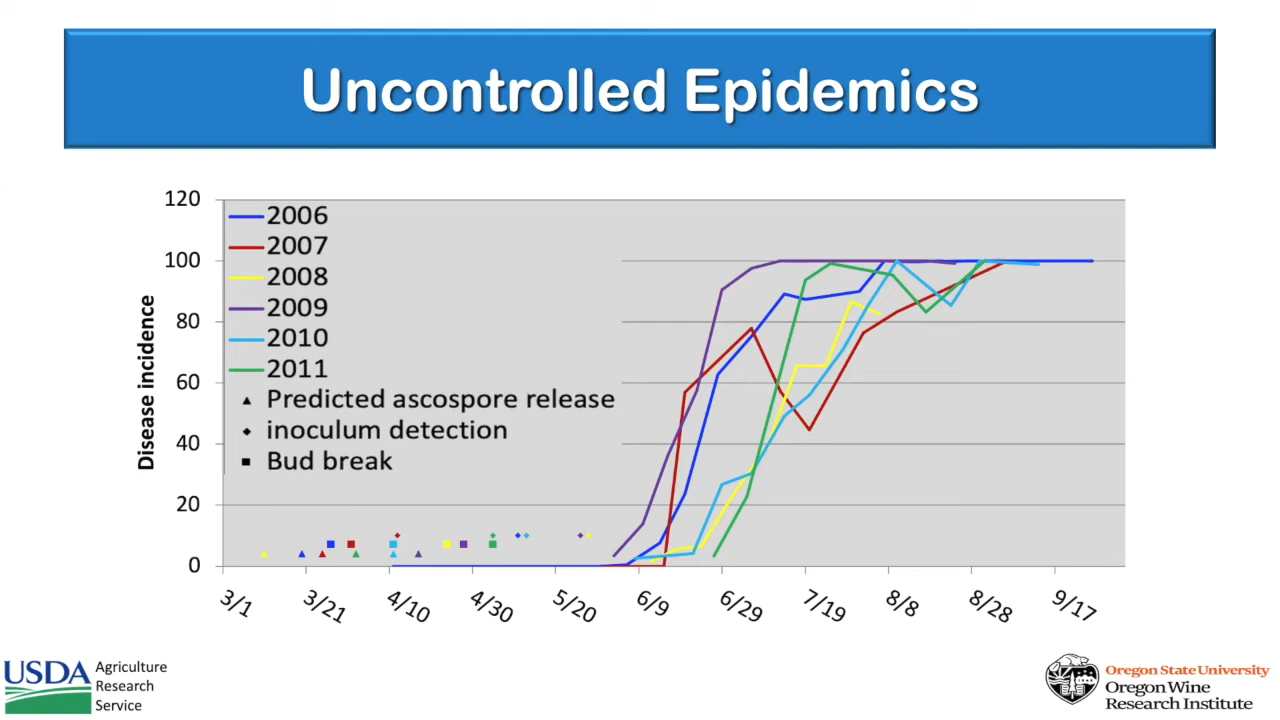 Uncontrolled Epidemics
120
100
80
60
40
20
0
Disease incidence
2006
2007
2008
2009
2010
2011
Predicted ascospore release
inoculum detection
Bud break
3/1
3/21
4/10
4/30
5/20
6/9
6/29
7/19
8/8
8/28
9/17
USDA
Agriculture
Research
Service
Oregon State University
Oregon Wine
Research Institute